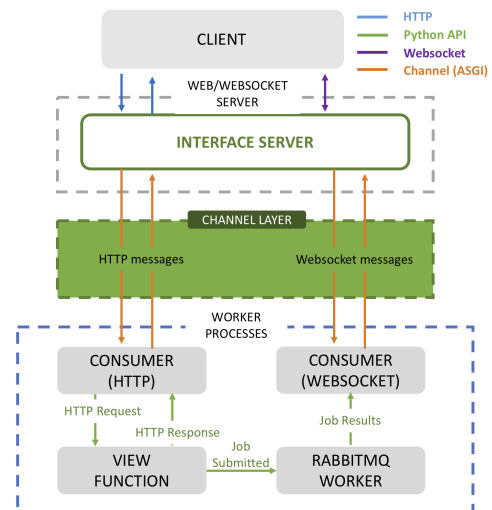 CLIENT
HTTP
Python API
Websocket
Channel (ASGI)
WEB/WEBSOCKET
SERVER
INTERFACE SERVER
CHANNEL LAYER
HTTP messages
Websocket messages
WORKER
PROCESSES
CONSUMER
(HTTP)
CONSUMER
(WEBSOCKET)
HTTP Request
HTTP Response
Job Results
Job
Submitted
VIEW
FUNCTION
RABBITMQ
WORKER